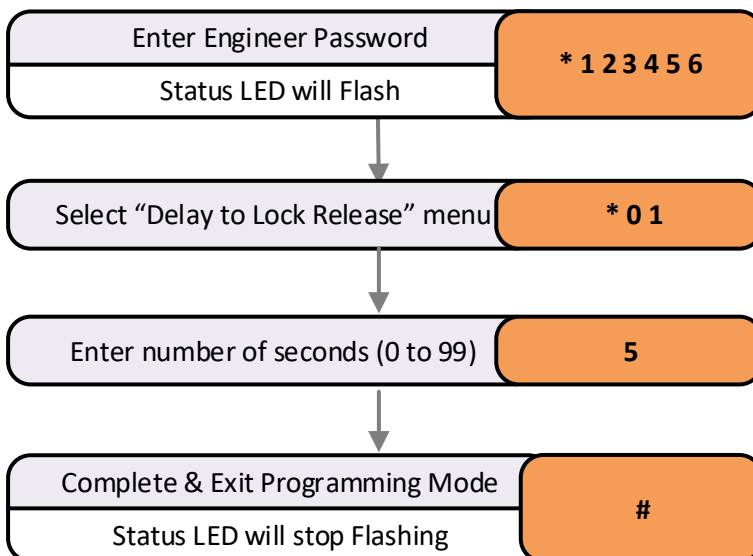 Enter Engineer Password
Status LED will Flash
* 1 2 3 4 5 6
Select “Delay to Lock Release” menu
* 0 1
Enter number of seconds (0 to 99)
5
Complete & Exit Programming Mode
Status LED will stop Flashing
#